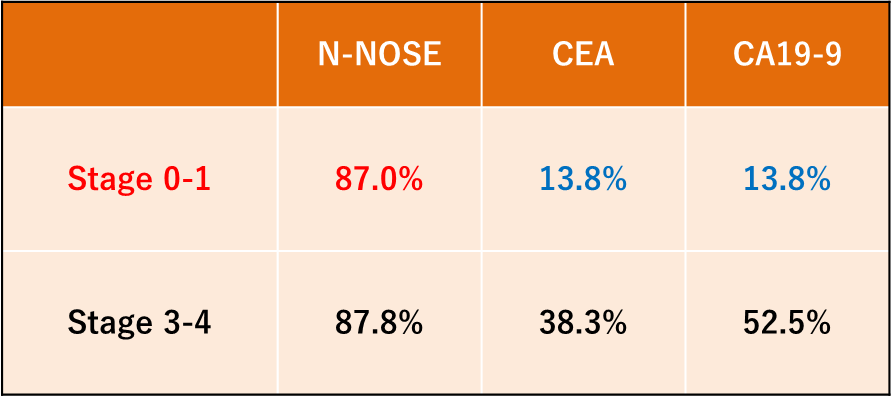 N-NOSE CEA CA19-9
Stage 0-1 87.0% 13.8% 13.8%
Stage 3-4 87.8% 38.3% 52.5%